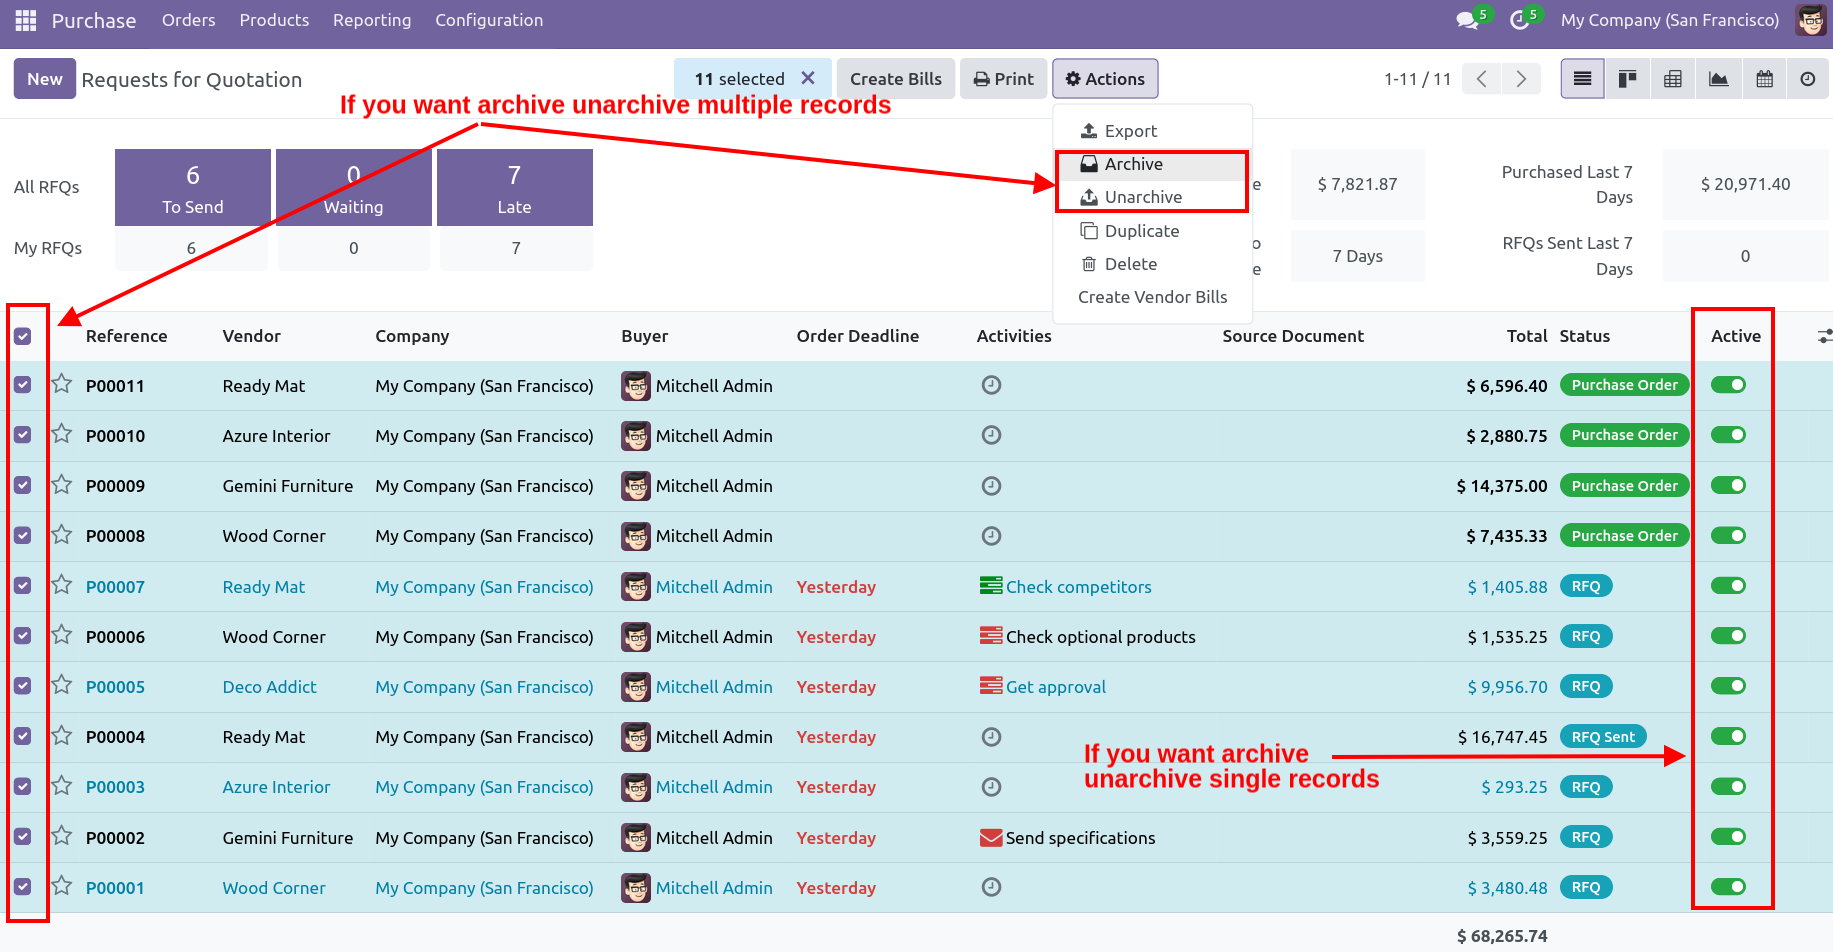 Purchase Orders Products Reporting Configuration 5 5 My Company (San Francisco)
New Requests for Quotation 11 selected Create Bills Print Actions 1-11 / 11
If you want archive unarchive multiple records
Export
Archive
Unarchive
Duplicate
Delete
Create Vendor Bills
All RFQs 6 To Send 0 Waiting 7 Late
My RFQs 6 0 7
e $ 7,821.87 Purchased Last 7 Days $ 20,971.40
o
e 7 Days RFQs Sent Last 7 Days 0
Reference Vendor Company Buyer Order Deadline Activities Source Document Total Status Active
P00011 Ready Mat My Company (San Francisco) Mitchell Admin $ 6,596.40 Purchase Order
P00010 Azure Interior My Company (San Francisco) Mitchell Admin $ 2,880.75 Purchase Order
P00009 Gemini Furniture My Company (San Francisco) Mitchell Admin $ 14,375.00 Purchase Order
P00008 Wood Corner My Company (San Francisco) Mitchell Admin $ 7,435.33 Purchase Order
P00007 Ready Mat My Company (San Francisco) Mitchell Admin Yesterday Check competitors $ 1,405.88 RFQ
P00006 Wood Corner My Company (San Francisco) Mitchell Admin Yesterday Check optional products $ 1,535.25 RFQ
P00005 Deco Addict My Company (San Francisco) Mitchell Admin Yesterday Get approval $ 9,956.70 RFQ
P00004 Ready Mat My Company (San Francisco) Mitchell Admin Yesterday $ 16,747.45 RFQ Sent
If you want archive
unarchive single records
P00003 Azure Interior My Company (San Francisco) Mitchell Admin Yesterday $ 293.25 RFQ
P00002 Gemini Furniture My Company (San Francisco) Mitchell Admin Yesterday Send specifications $ 3,559.25 RFQ
P00001 Wood Corner My Company (San Francisco) Mitchell Admin Yesterday $ 3,480.48 RFQ
$ 68,265.74